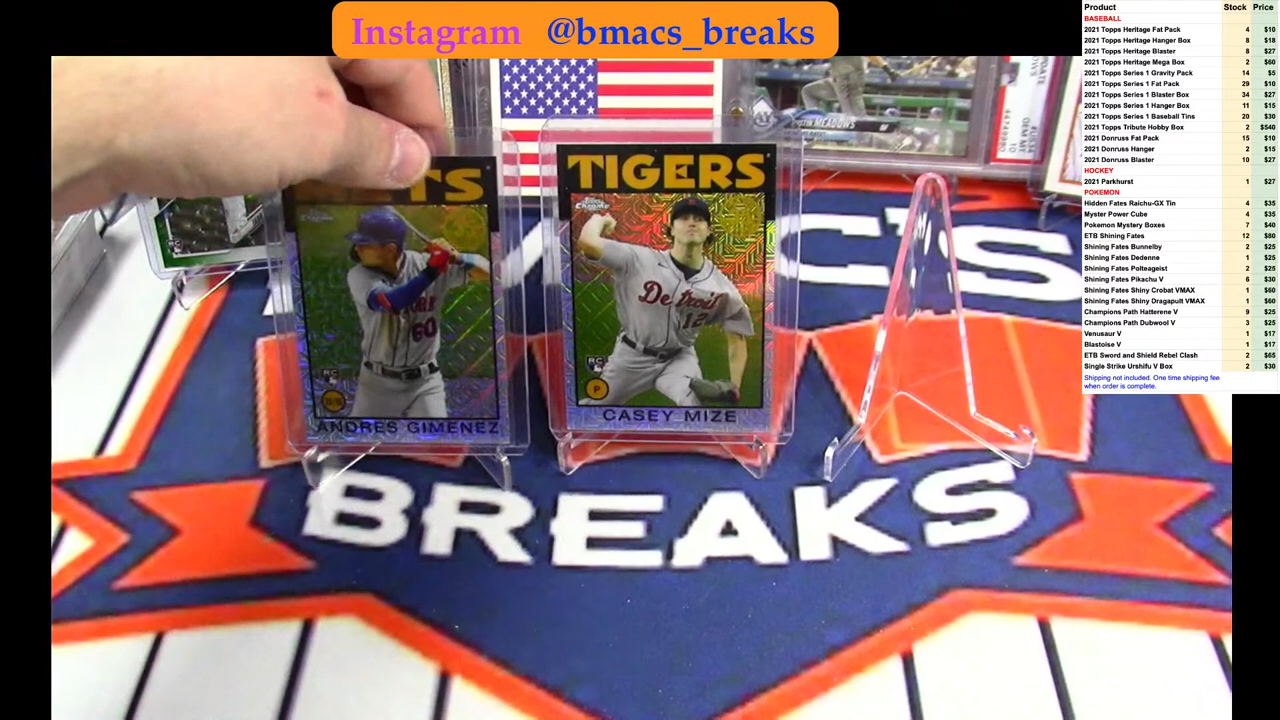 Instagram @bmacs_breaks
Product Stock Price
BASEBALL
2021 Topps Heritage Fat Pack 4 $10
2021 Topps Heritage Hanger Box 8 $18
2021 Topps Heritage Blaster 8 $27
2021 Topps Heritage Mega Box 2 $60
2021 Topps Series 1 Gravity Pack 14 $5
2021 Topps Series 1 Fat Pack 29 $10
2021 Topps Series 1 Blaster Box 34 $27
2021 Topps Series 1 Hanger Box 11 $15
2021 Topps Series 1 Baseball Tins 20 $30
2021 Topps Tribute Hobby Box 2 $540
2021 Donruss Fat Pack 15 $10
2021 Donruss Hanger 2 $15
2021 Donruss Blaster 10 $27
HOCKEY
2021 Parkhurst 1 $27
POKEMON
Hidden Fates Raichu-GX Tin 4 $35
Myster Power Cube 4 $35
Pokemon Mystery Boxes 7 $40
ETB Shining Fates 12 $80
Shining Fates Bunnelby 2 $25
Shining Fates Dedenne 1 $25
Shining Fates Polteageist 2 $25
Shining Fates Pikachu V 6 $30
Shining Fates Shiny Crobat VMAX 1 $60
Shining Fates Shiny Dragapult VMAX 1 $60
Champions Path Hatterene V 9 $25
Champions Path Dubwool V 3 $25
Venusaur V 1 $17
Blastoise V 1 $17
ETB Sword and Shield Rebel Clash 2 $65
Single Strike Urshifu V Box 2 $30
Shipping not included. One time shipping fee
when order is complete.
MEADOWS
TS
60
RC
ANDRES GIMENEZ
TIGERS
Topps
Chrome
Detroit
12
RC
P
CASEY MIZE
C'S
BREAKS